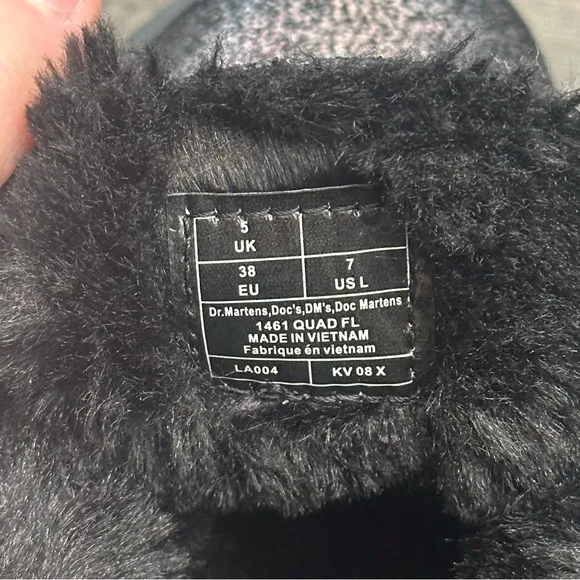 5
UK
38
EU
7
US L
Dr.Martens,Doc's,DM's,Doc Martens
1461 QUAD FL
MADE IN VIETNAM
Fabrique én vietnam
LA004
KV 08 X